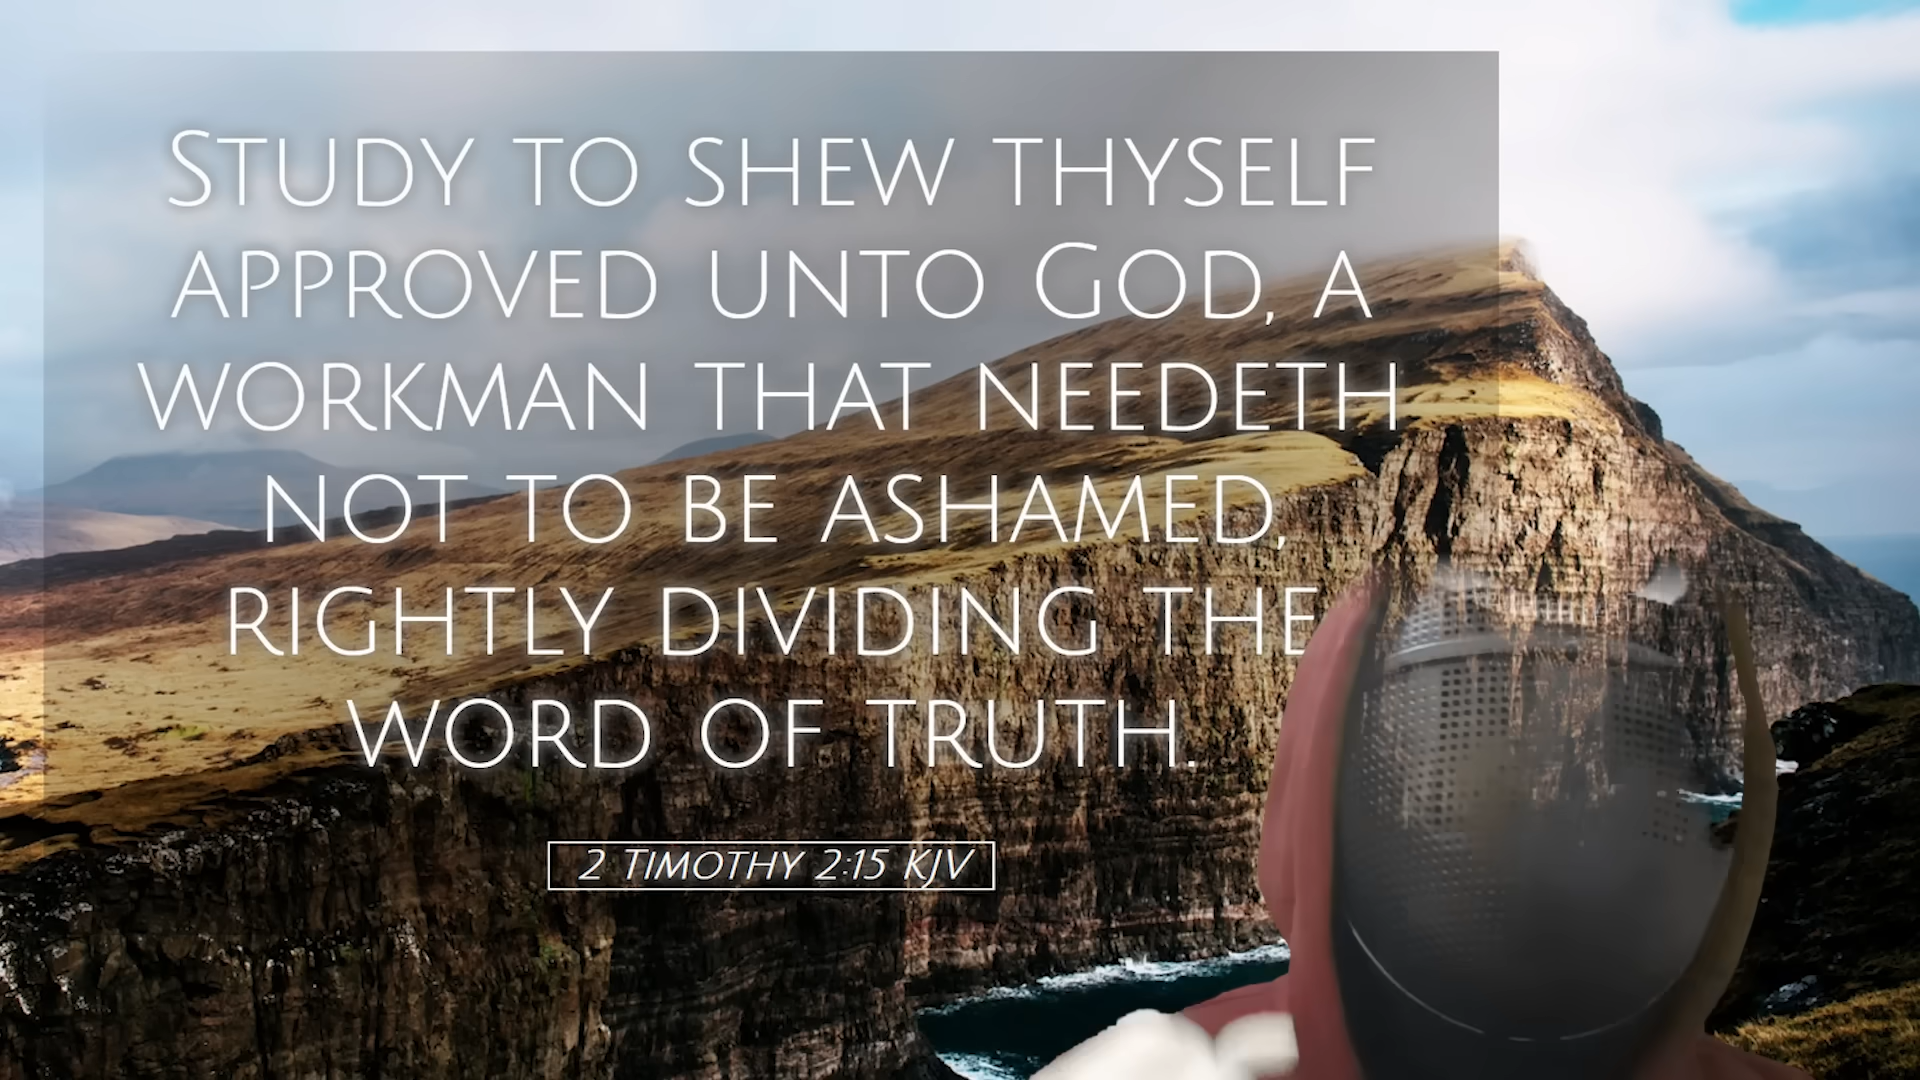 Study to shew thyself
approved unto God, a
workman that needeth
not to be ashamed,
rightly dividing the
word of truth.
2 Timothy 2:15 KJV